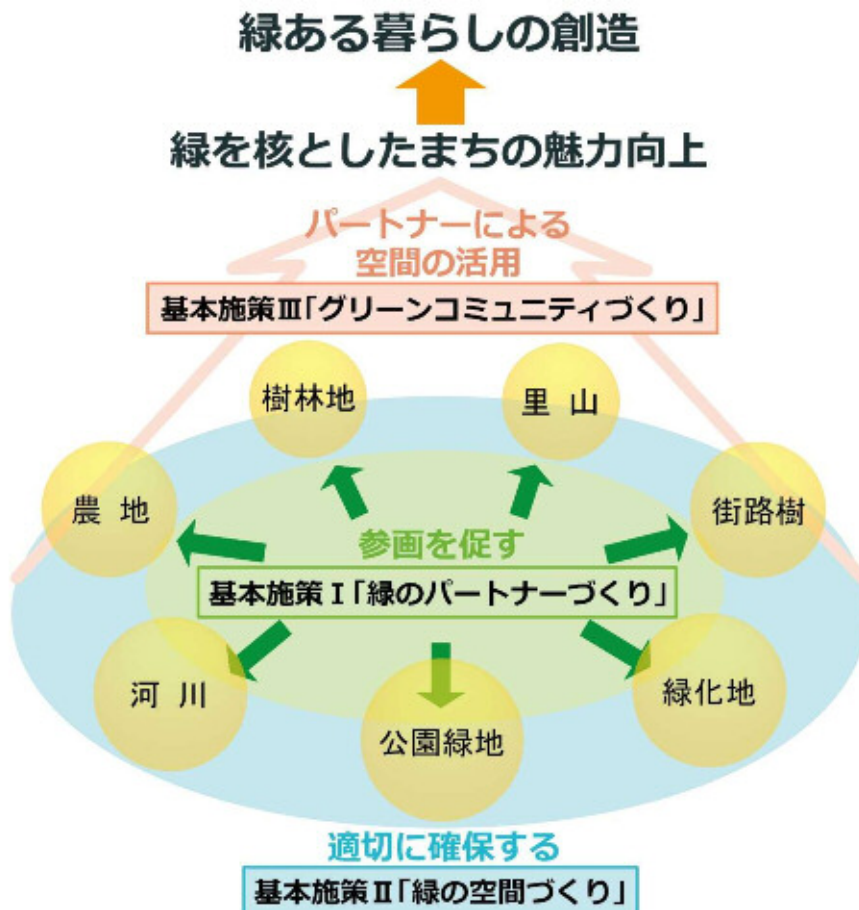 緑ある暮らしの創造
緑を核としたまちの魅力向上
パートナーによる
空間の活用
基本施策Ⅲ「グリーンコミュニティづくり」
樹林地
里 山
農 地
街路樹
参画を促す
基本施策Ⅰ「緑のパートナーづくり」
河 川
緑化地
公園緑地
適切に確保する
基本施策Ⅱ「緑の空間づくり」